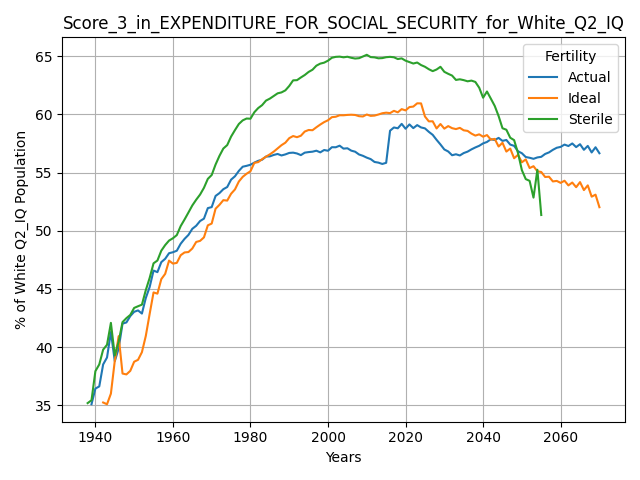 Score_3_in_EXPENDITURE_FOR_SOCIAL_SECURITY_for_White_Q2_IQ
Fertility
Actual
Ideal
Sterile
% of White Q2_IQ Population
65
60
55
50
45
40
35
1940 1960 1980 2000 2020 2040 2060
Years